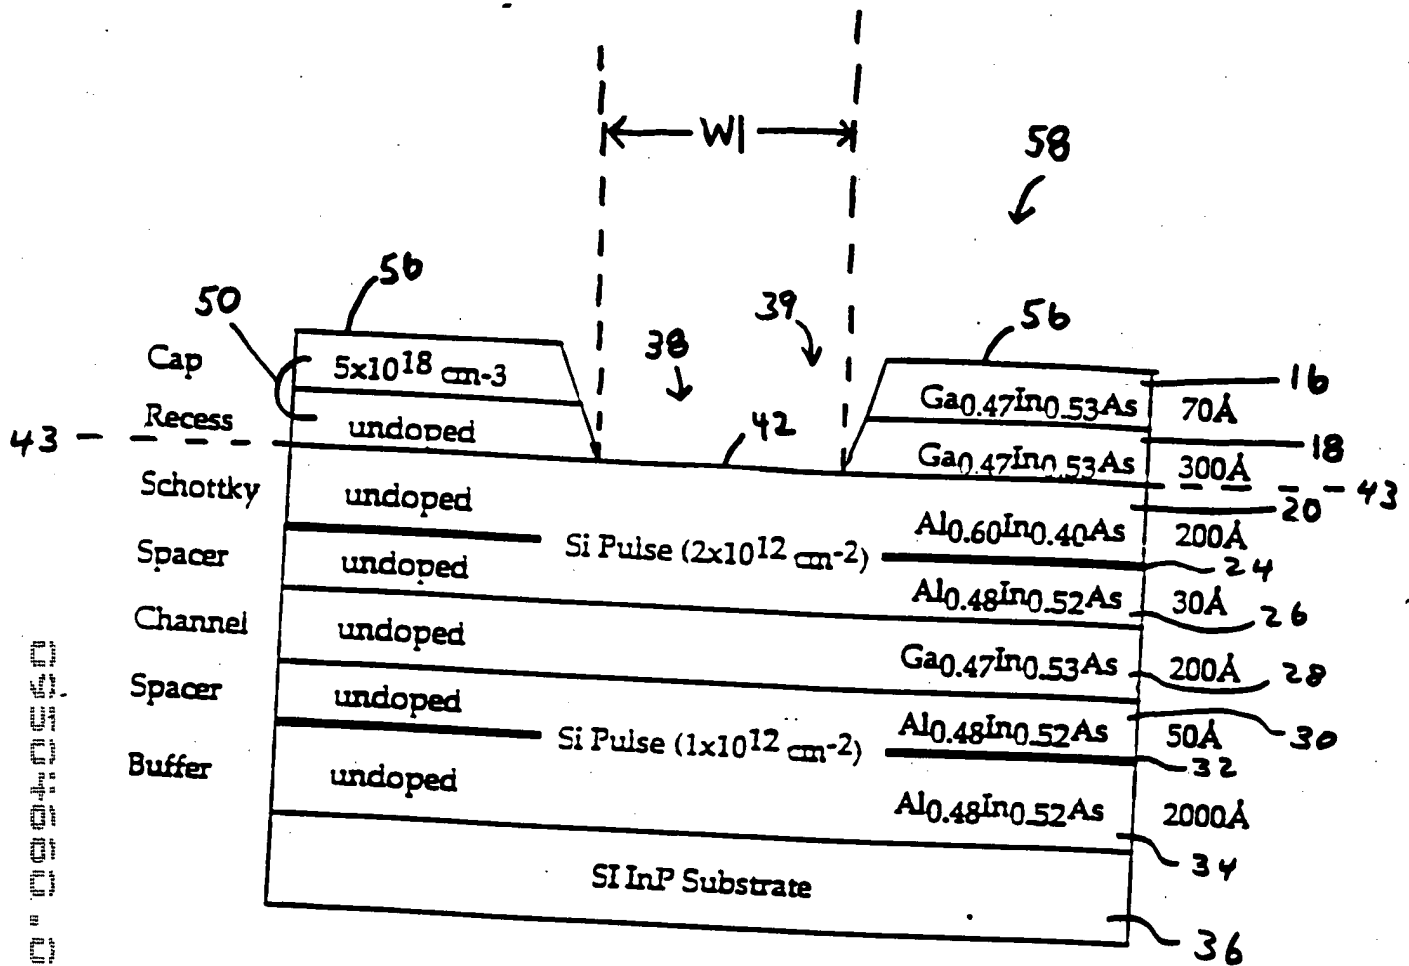 W1
58
56
50
39
56
38
Cap
5x10^18 cm-3
Ga0.47In0.53As
70Å
16
43
Recess
undoped
42
Ga0.47In0.53As
300Å
18
43
Schottky
undoped
Al0.60In0.40As
200Å
20
Si Pulse (2x10^12 cm-2)
24
Spacer
undoped
Al0.48In0.52As
30Å
26
Channel
undoped
Ga0.47In0.53As
200Å
28
Spacer
undoped
Al0.48In0.52As
50Å
30
Si Pulse (1x10^12 cm-2)
32
Buffer
undoped
Al0.48In0.52As
2000Å
34
SI InP Substrate
36